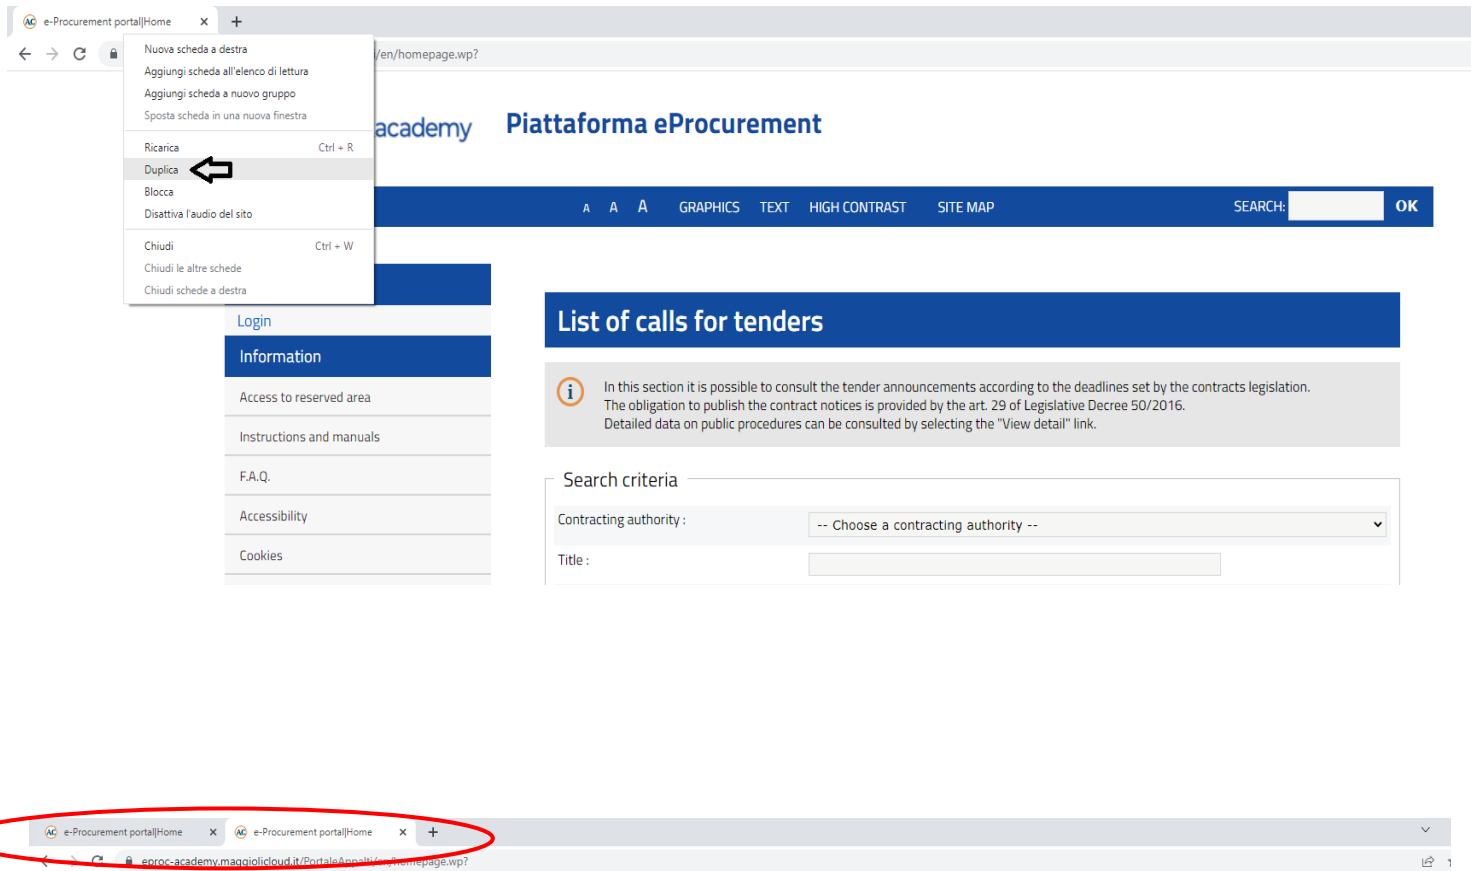 e-Procurement portal|Home
/en/homepage.wp?
Nuova scheda a destra
Aggiungi scheda all'elenco di lettura
Aggiungi scheda a nuovo gruppo
Sposta scheda in una nuova finestra
Ricarica Ctrl + R
Duplica
Blocca
Disattiva l'audio del sito
Chiudi Ctrl + W
Chiudi le altre schede
Chiudi schede a destra
academy Piattaforma eProcurement
A A A GRAPHICS TEXT HIGH CONTRAST SITE MAP SEARCH: OK
Login
Information
Access to reserved area
Instructions and manuals
F.A.Q.
Accessibility
Cookies
List of calls for tenders
In this section it is possible to consult the tender announcements according to the deadlines set by the contracts legislation.
The obligation to publish the contract notices is provided by the art. 29 of Legislative Decree 50/2016.
Detailed data on public procedures can be consulted by selecting the "View detail" link.
Search criteria
Contracting authority : -- Choose a contracting authority --
Title :
e-Procurement portal|Home e-Procurement portal|Home
eproc-academy.maggiolicloud.it/PortaleAppalti/en/homepage.wp?